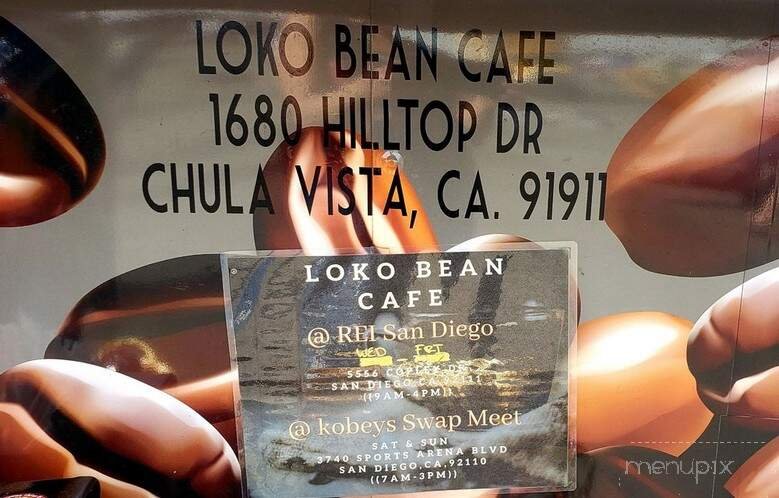 LOKO BEAN CAFE
1680 HILLTOP DR
CHULA VISTA, CA. 91911
LOKO BEAN
CAFE
@ REI San Diego
WED - FRI
5556 COPLEY DR
SAN DIEGO,CA,92111
((9AM-4PM))
@ kobeys Swap Meet
SAT & SUN
3740 SPORTS ARENA BLVD
SAN DIEGO,CA,92110
((7AM-3PM))
menupix